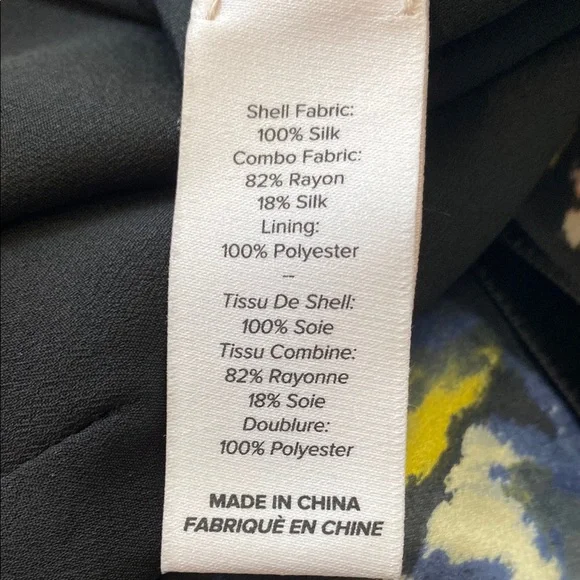 Shell Fabric:
100% Silk
Combo Fabric:
82% Rayon
18% Silk
Lining:
100% Polyester
--
Tissu De Shell:
100% Soie
Tissu Combine:
82% Rayonne
18% Soie
Doublure:
100% Polyester
MADE IN CHINA
FABRIQUÈ EN CHINE